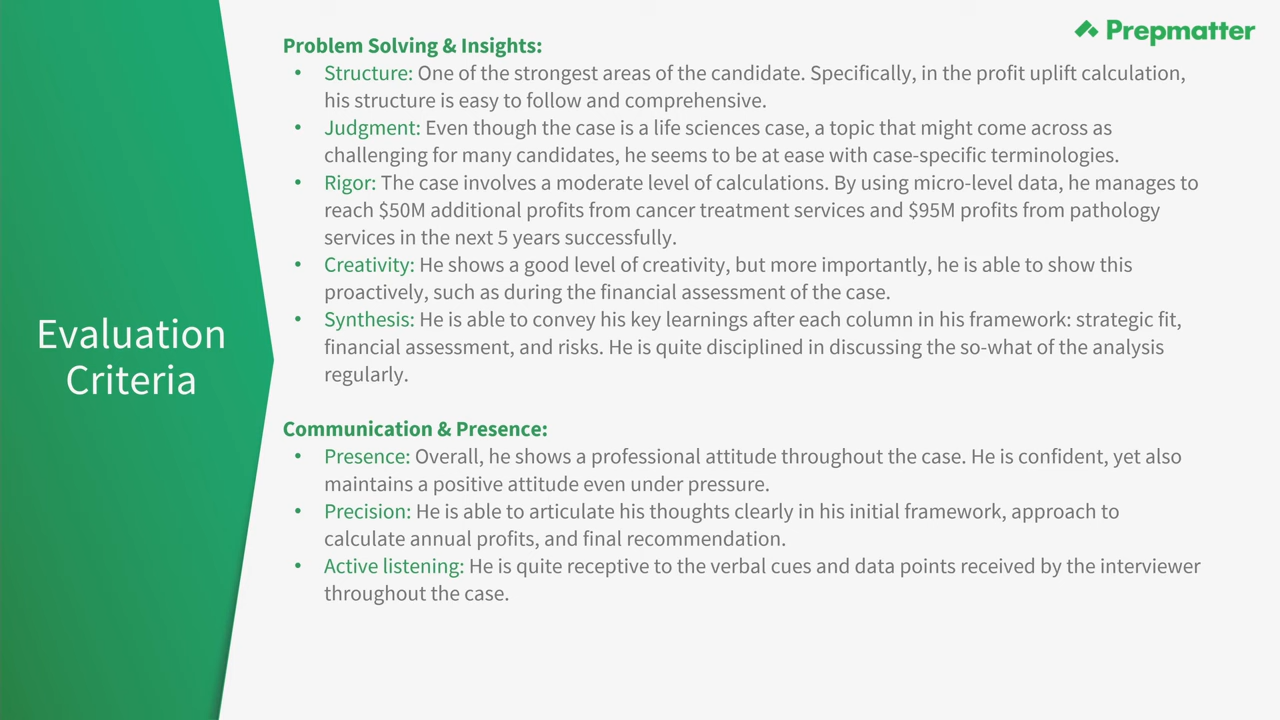 Prepmatter
Evaluation
Criteria
Problem Solving & Insights:
• Structure: One of the strongest areas of the candidate. Specifically, in the profit uplift calculation,
his structure is easy to follow and comprehensive.
• Judgment: Even though the case is a life sciences case, a topic that might come across as
challenging for many candidates, he seems to be at ease with case-specific terminologies.
• Rigor: The case involves a moderate level of calculations. By using micro-level data, he manages to
reach $50M additional profits from cancer treatment services and $95M profits from pathology
services in the next 5 years successfully.
• Creativity: He shows a good level of creativity, but more importantly, he is able to show this
proactively, such as during the financial assessment of the case.
• Synthesis: He is able to convey his key learnings after each column in his framework: strategic fit,
financial assessment, and risks. He is quite disciplined in discussing the so-what of the analysis
regularly.
Communication & Presence:
• Presence: Overall, he shows a professional attitude throughout the case. He is confident, yet also
maintains a positive attitude even under pressure.
• Precision: He is able to articulate his thoughts clearly in his initial framework, approach to
calculate annual profits, and final recommendation.
• Active listening: He is quite receptive to the verbal cues and data points received by the interviewer
throughout the case.